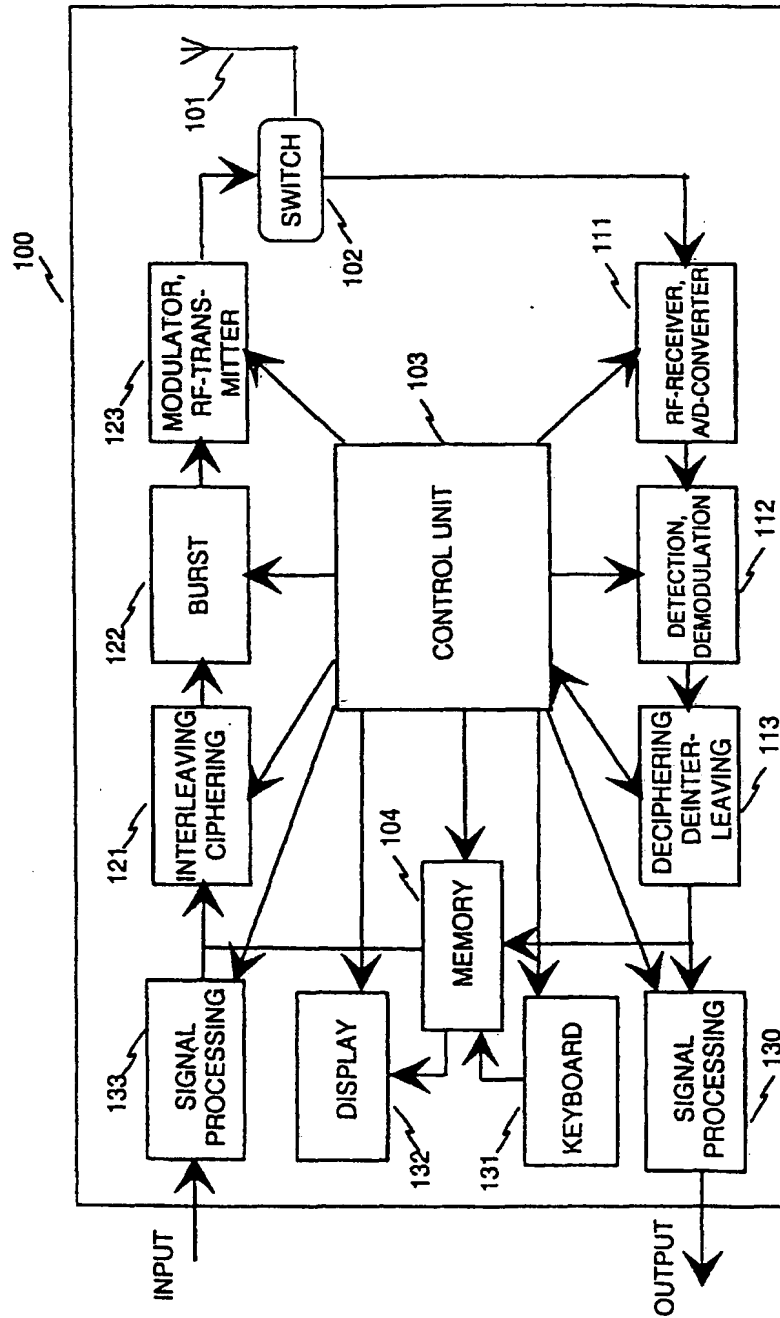 100
INPUT
133
SIGNAL
PROCESSING
121
INTERLEAVING
CIPHERING
122
BURST
123
MODULATOR,
RF-TRANS-
MITTER
101
SWITCH
102
132
DISPLAY
104
MEMORY
103
CONTROL UNIT
131
KEYBOARD
OUTPUT
SIGNAL
PROCESSING
130
DECIPHERING
DEINTER-
LEAVING
113
DETECTION,
DEMODULATION
112
111
RF-RECEIVER,
A/D-CONVERTER